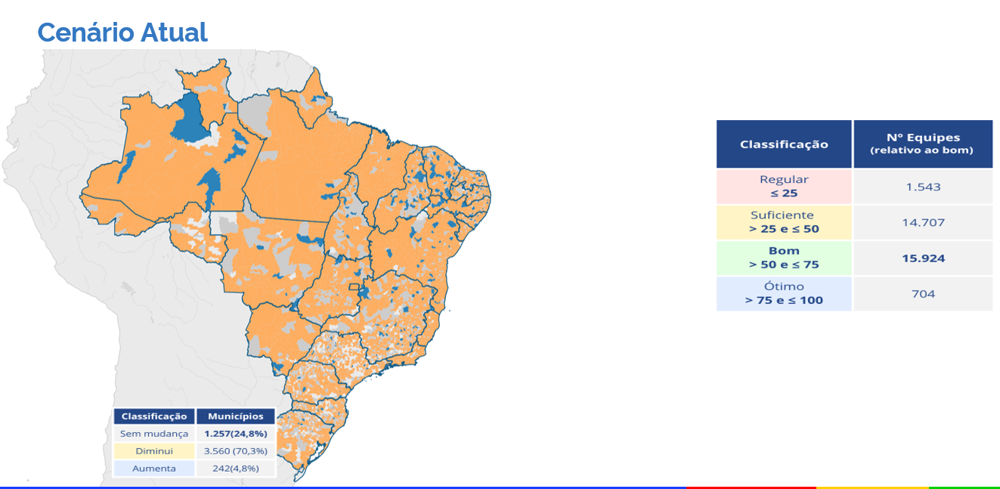 Cenário Atual
Classificação
Nº Equipes
(relativo ao bom)
Regular
≤ 25
1.543
Suficiente
> 25 e ≤ 50
14.707
Bom
> 50 e ≤ 75
15.924
Ótimo
> 75 e ≤ 100
704
Classificação Municípios
Sem mudança 1.257(24,8%)
Diminui 3.560 (70,3%)
Aumenta 242(4,8%)